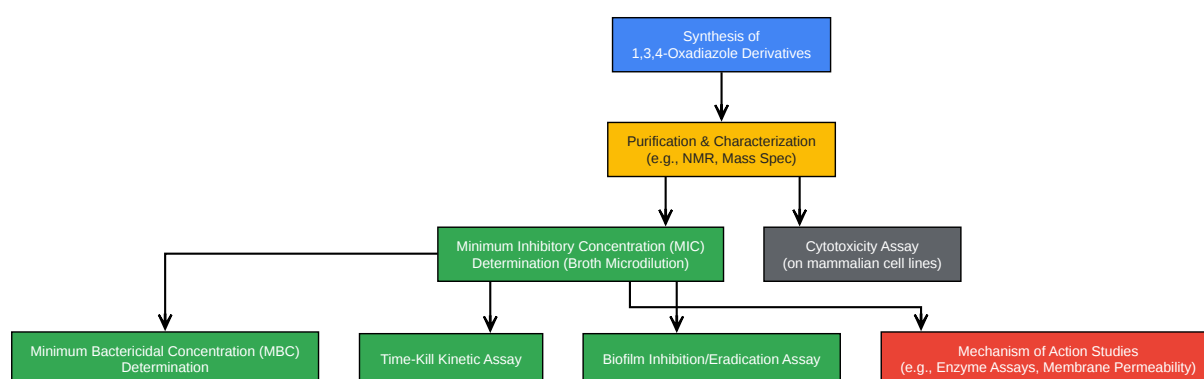 Synthesis of
1,3,4-Oxadiazole Derivatives
Purification & Characterization
(e.g., NMR, Mass Spec)
Minimum Inhibitory Concentration (MIC)
Determination (Broth Microdilution)
Cytotoxicity Assay
(on mammalian cell lines)
Minimum Bactericidal Concentration (MBC)
Determination
Time-Kill Kinetic Assay
Biofilm Inhibition/Eradication Assay
Mechanism of Action Studies
(e.g., Enzyme Assays, Membrane Permeability)